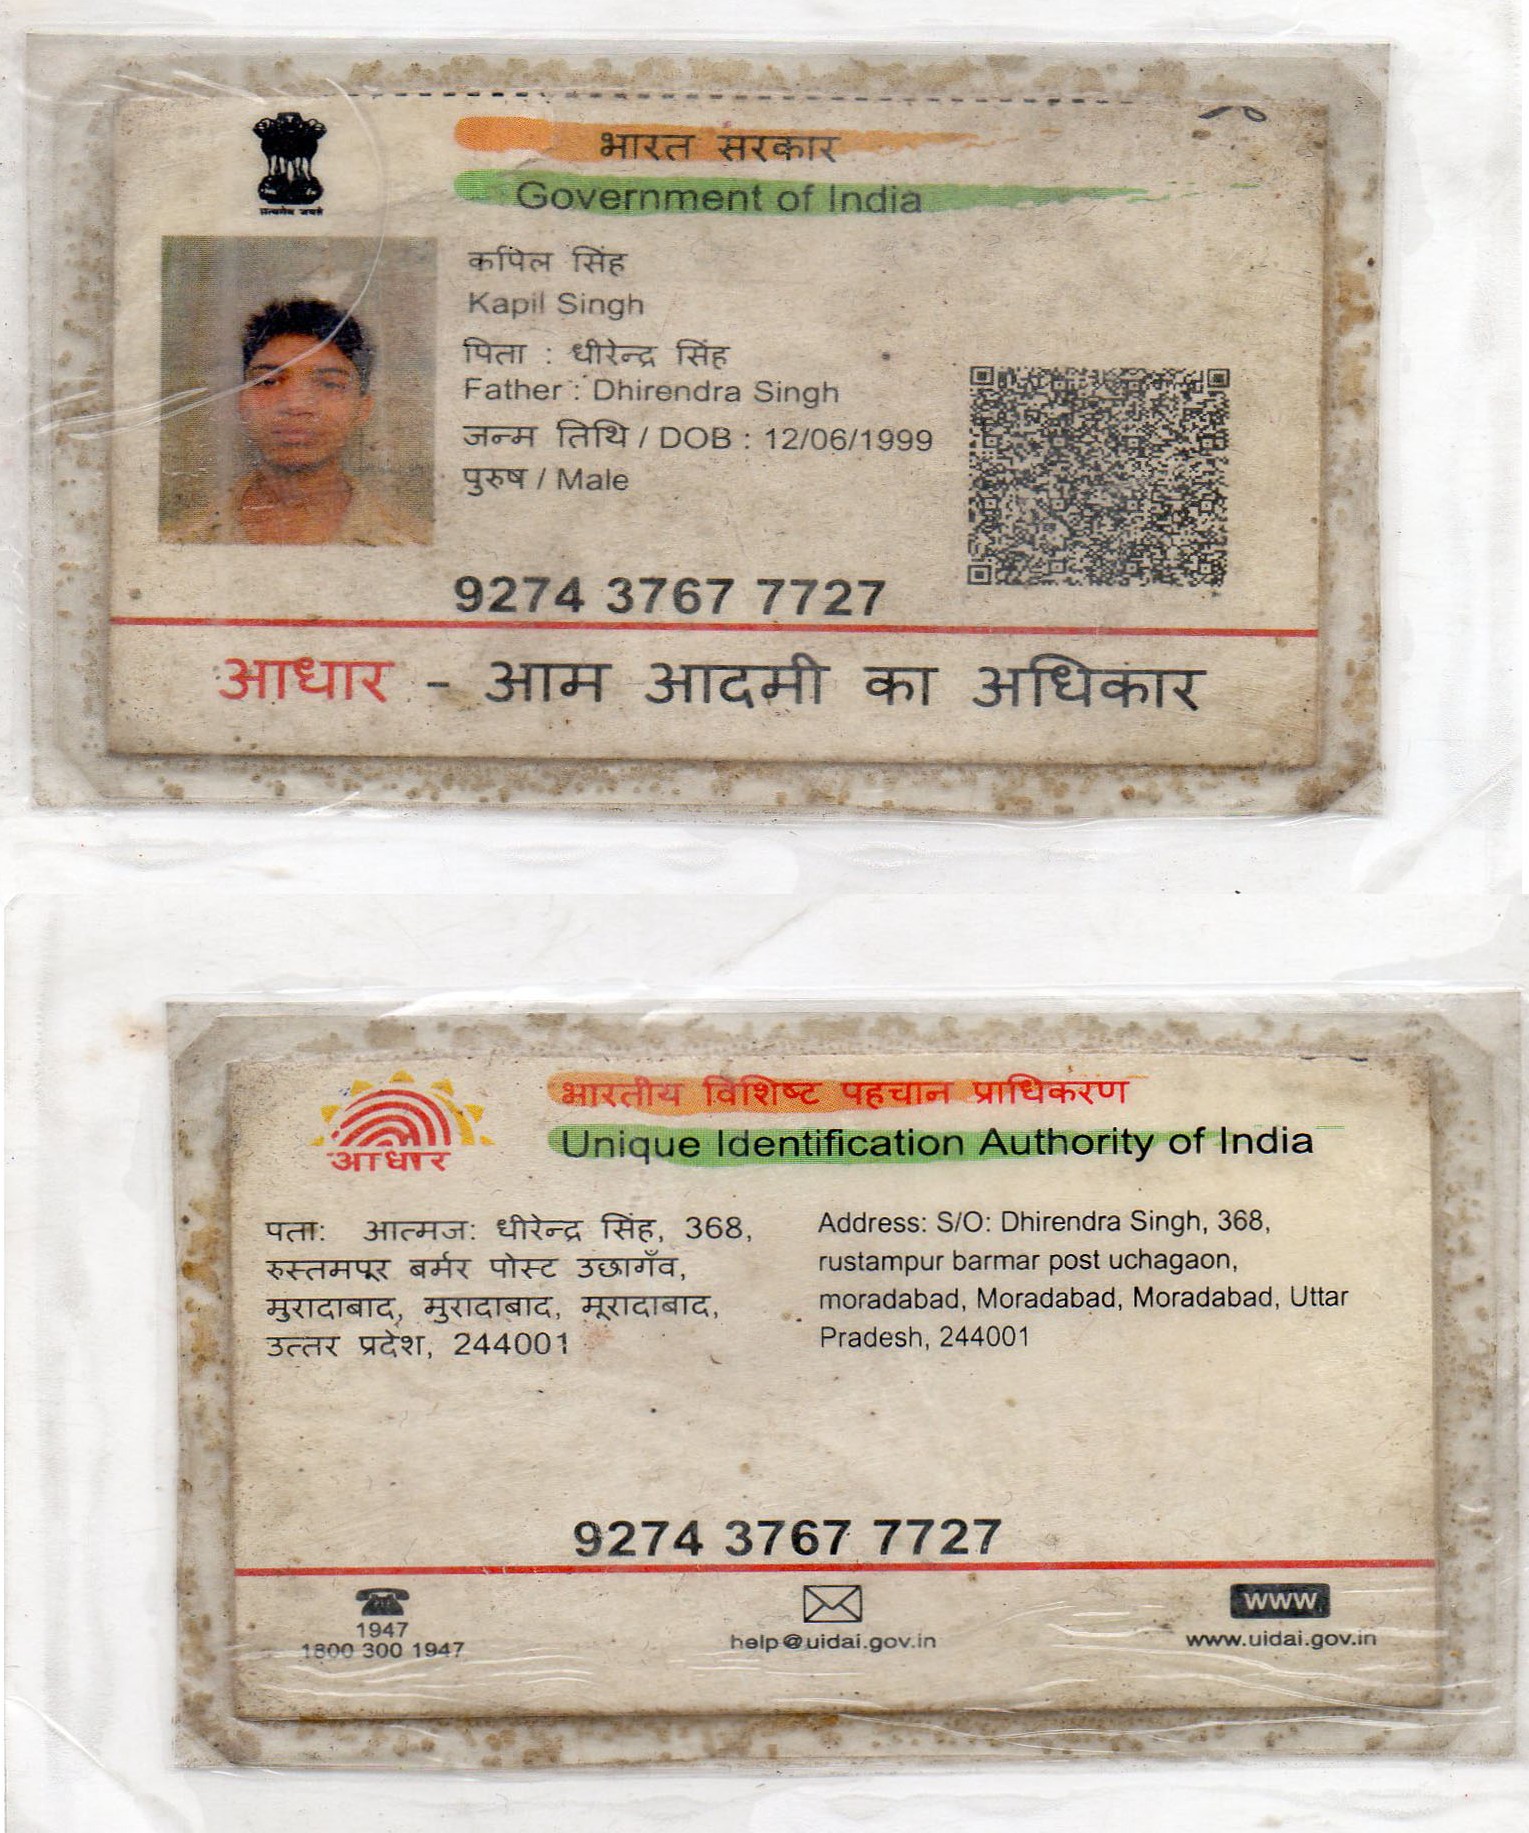 भारत सरकार
Government of India
सत्यमेव जयते
कपिल सिंह
Kapil Singh
पिता : धीरेन्द्र सिंह
Father : Dhirendra Singh
जन्म तिथि / DOB : 12/06/1999
पुरुष / Male
9274 3767 7727
आधार - आम आदमी का अधिकार
भारतीय विशिष्ट पहचान प्राधिकरण
Unique Identification Authority of India
आधार
पता: आत्मज: धीरेन्द्र सिंह, 368,
रुस्तमपूर बर्मर पोस्ट उछागाँव,
मुरादाबाद, मुरादाबाद, मूरादाबाद,
उत्तर प्रदेश, 244001
Address: S/O: Dhirendra Singh, 368,
rustampur barmar post uchagaon,
moradabad, Moradabad, Moradabad, Uttar
Pradesh, 244001
9274 3767 7727
1947
1800 300 1947
help@uidai.gov.in
www
www.uidai.gov.in